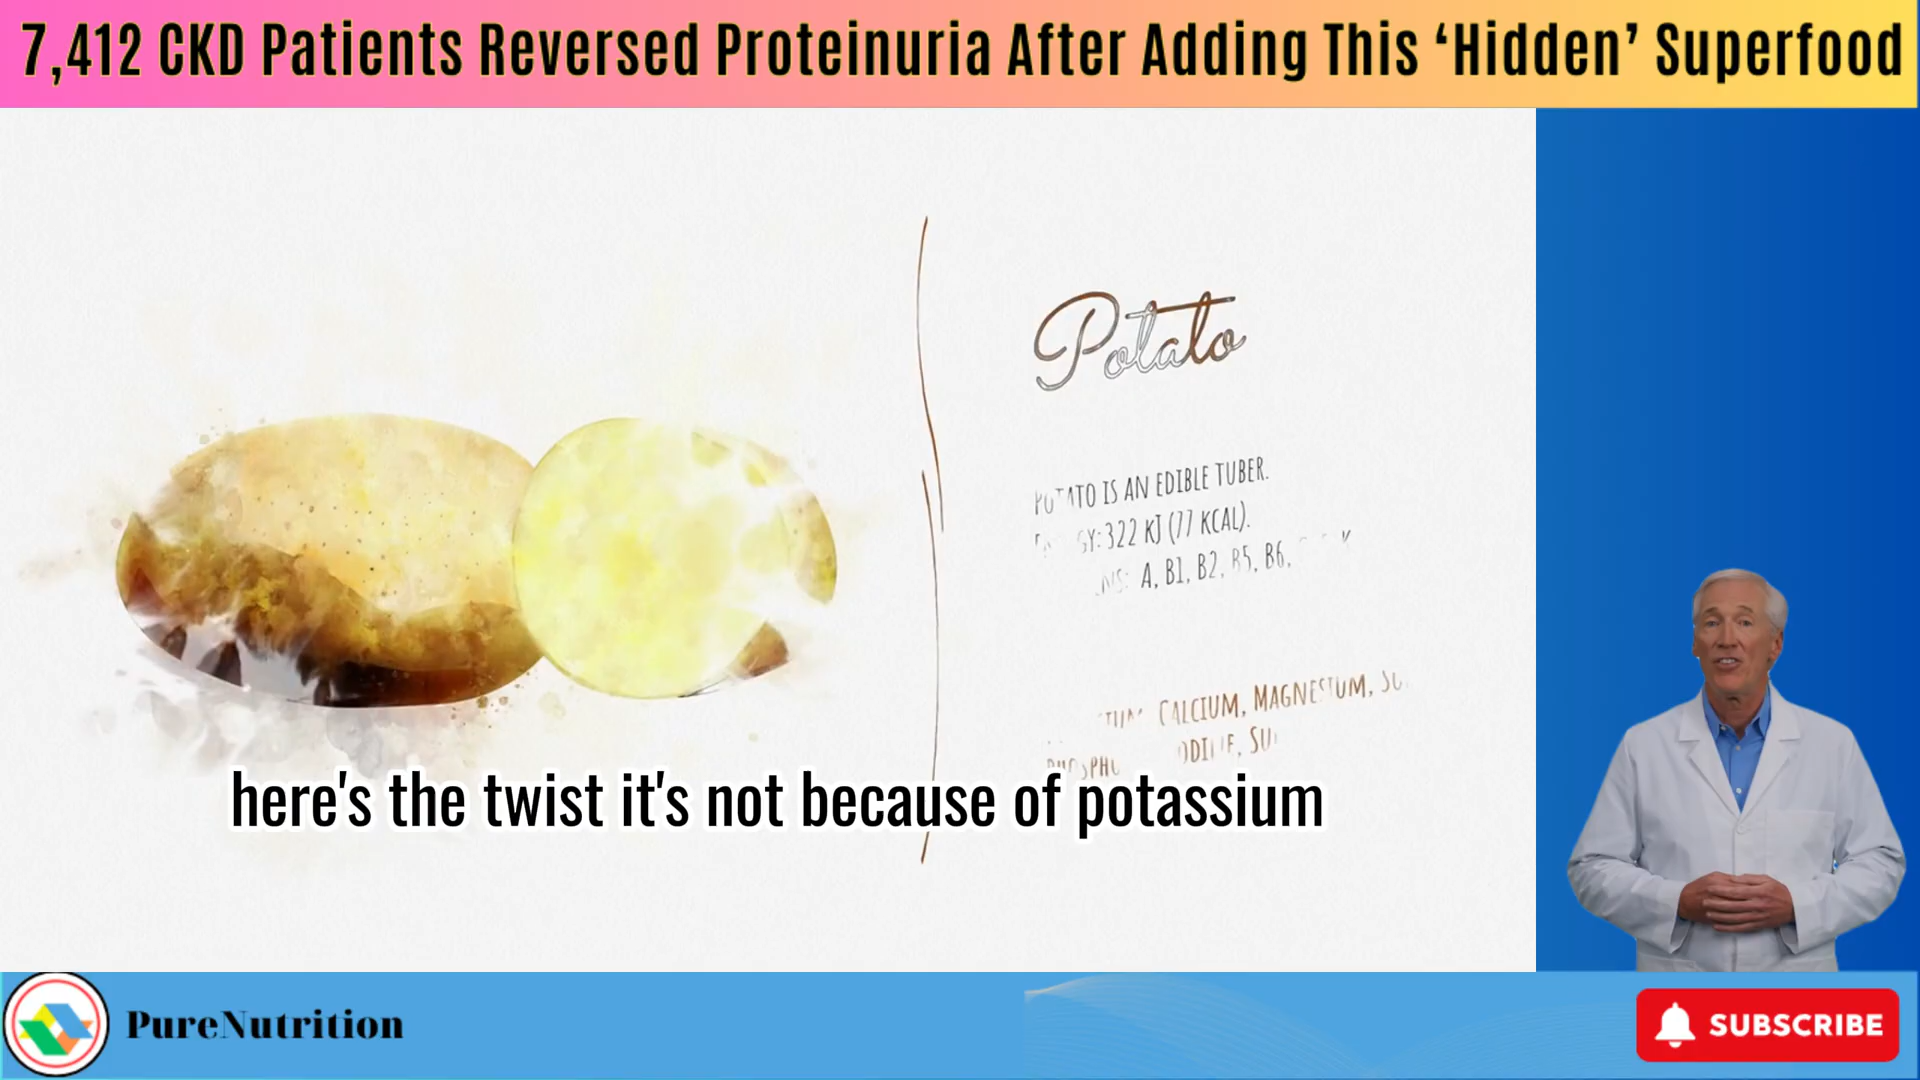 7,412 CKD Patients Reversed Proteinuria After Adding This ‘Hidden’ Superfood
Potato
POTATO IS AN EDIBLE TUBER.
322 KJ (77 KCAL).
A, B1, B2, B5, B6,
CALCIUM, MAGNESIUM,
here's the twist it's not because of potassium
PureNutrition
SUBSCRIBE